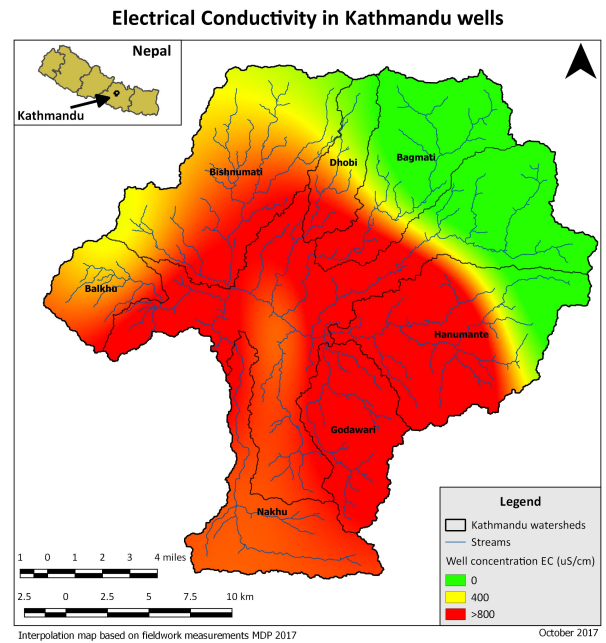 Electrical Conductivity in Kathmandu wells
Nepal
Kathmandu
Dhobi
Bagmati
Bishnumati
Balkhu
Hanumante
Godawari
Nakhu
Legend
Kathmandu watersheds
Streams
Well concentration EC (uS/cm)
0
400
>800
1 0 1 2 3 4 miles
2.5 0 2.5 5 7.5 10 km
Interpolation map based on fieldwork measurements MDP 2017
October 2017